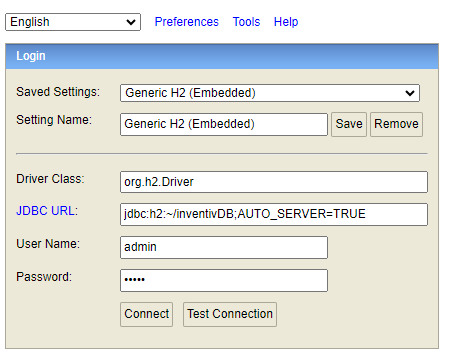 English Preferences Tools Help
Login
Saved Settings: Generic H2 (Embedded)
Setting Name: Generic H2 (Embedded) Save Remove
Driver Class: org.h2.Driver
JDBC URL: jdbc:h2:~/inventivDB;AUTO_SERVER=TRUE
User Name: admin
Password: •••••
Connect Test Connection